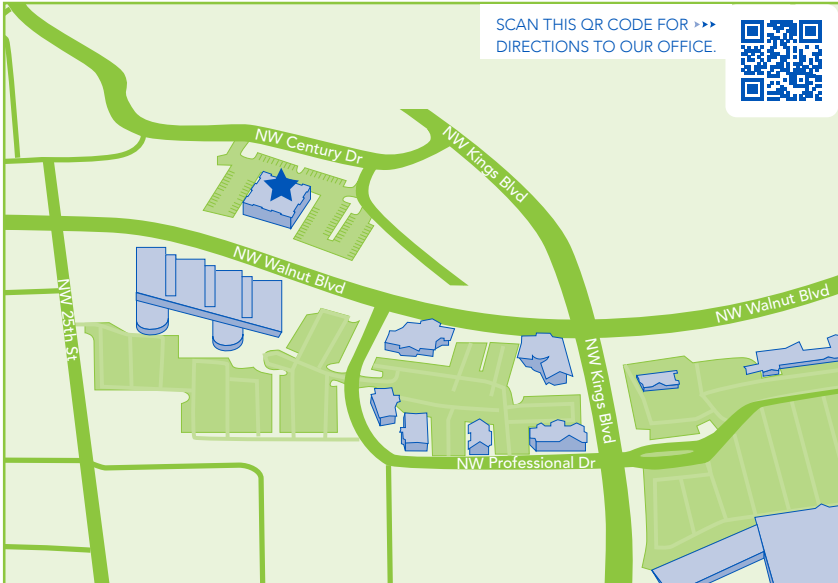 SCAN THIS QR CODE FOR
DIRECTIONS TO OUR OFFICE.
NW Century Dr
NW Kings Blvd
NW Walnut Blvd
NW Walnut Blvd
NW 25th St
NW Kings Blvd
NW Professional Dr